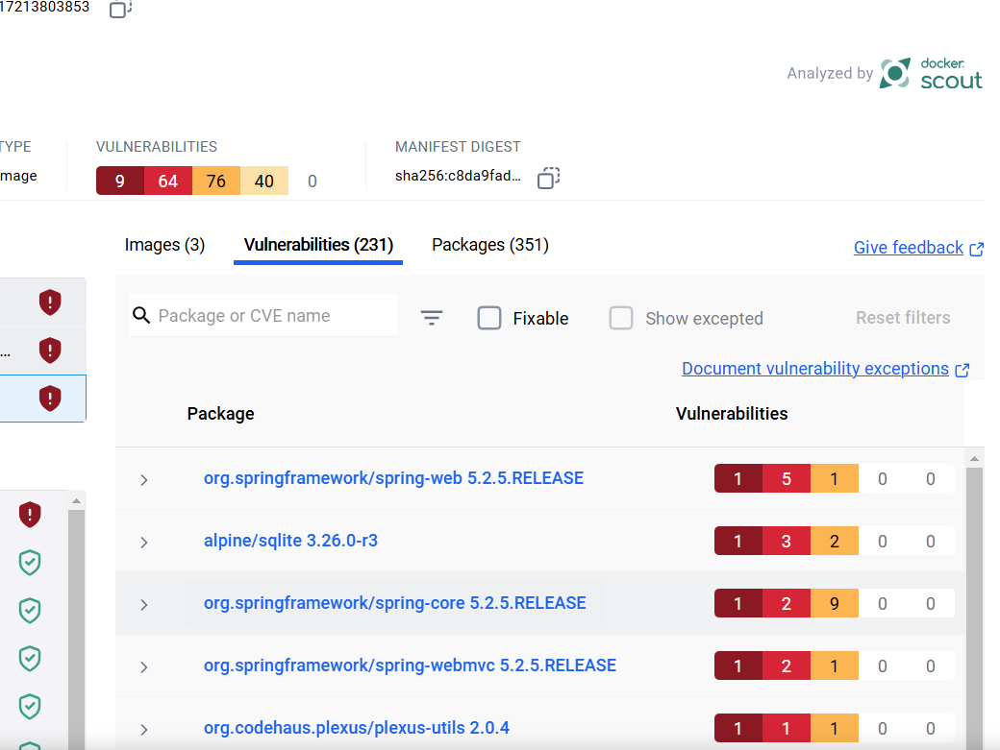 17213803853
Analyzed by docker scout
TYPE VULNERABILITIES MANIFEST DIGEST
mage 9 64 76 40 0 sha256:c8da9fad...
Images (3) Vulnerabilities (231) Packages (351) Give feedback
Package or CVE name Fixable Show excepted Reset filters
...
Document vulnerability exceptions
Package Vulnerabilities
org.springframework/spring-web 5.2.5.RELEASE 1 5 1 0 0
alpine/sqlite 3.26.0-r3 1 3 2 0 0
org.springframework/spring-core 5.2.5.RELEASE 1 2 9 0 0
org.springframework/spring-webmvc 5.2.5.RELEASE 1 2 1 0 0
org.codehaus.plexus/plexus-utils 2.0.4 1 1 1 0 0